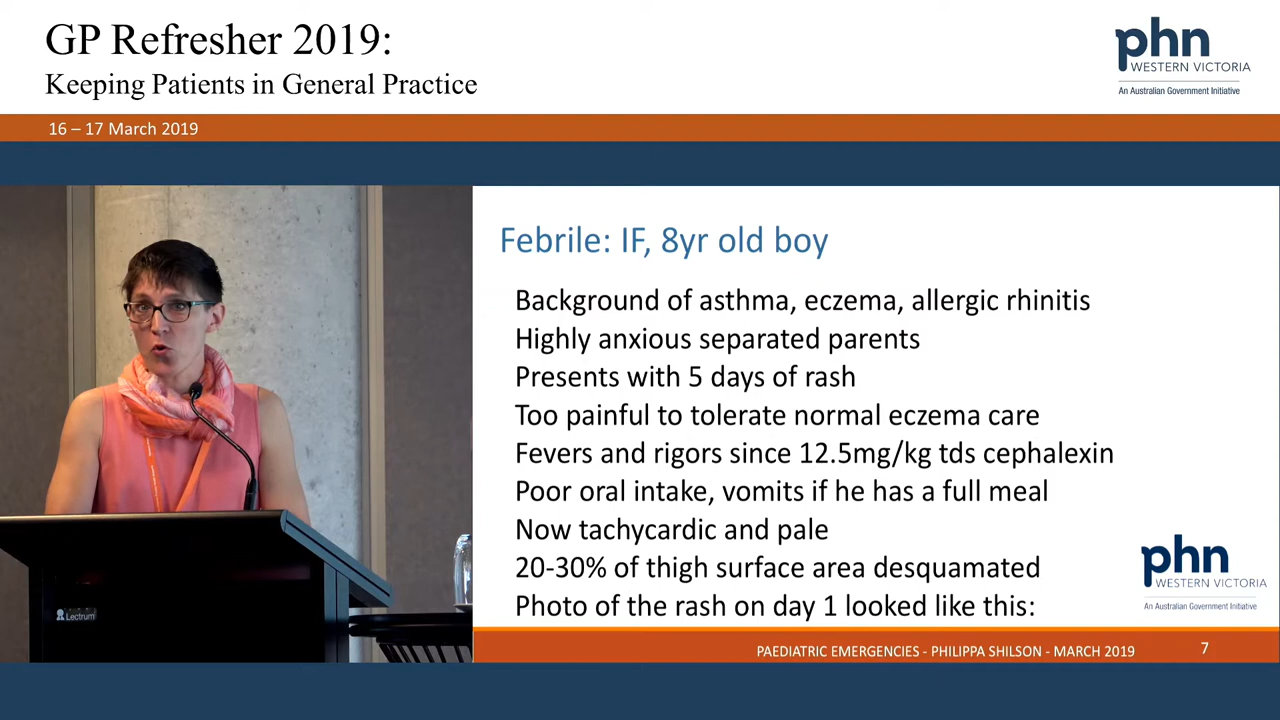 GP Refresher 2019:
Keeping Patients in General Practice
phn
WESTERN VICTORIA
An Australian Government Initiative
16 – 17 March 2019
Febrile: IF, 8yr old boy
Background of asthma, eczema, allergic rhinitis
Highly anxious separated parents
Presents with 5 days of rash
Too painful to tolerate normal eczema care
Fevers and rigors since 12.5mg/kg tds cephalexin
Poor oral intake, vomits if he has a full meal
Now tachycardic and pale
20-30% of thigh surface area desquamated
Photo of the rash on day 1 looked like this:
phn
WESTERN VICTORIA
An Australian Government Initiative
PAEDIATRIC EMERGENCIES - PHILIPPA SHILSON - MARCH 2019
7
Lectrum